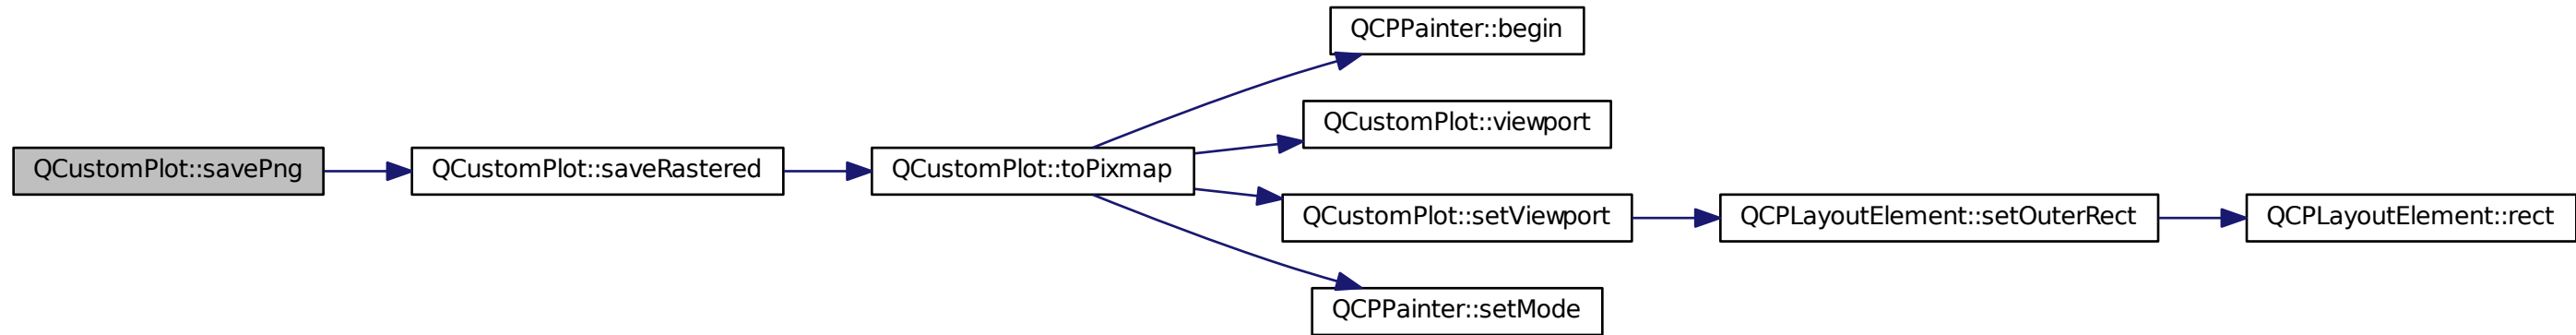 QCustomPlot::savePng
QCustomPlot::saveRastered
QCustomPlot::toPixmap
QCPPainter::begin
QCustomPlot::viewport
QCustomPlot::setViewport
QCPPainter::setMode
QCPLayoutElement::setOuterRect
QCPLayoutElement::rect